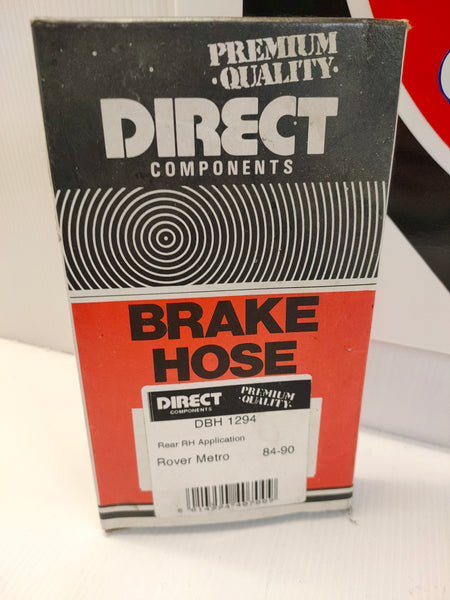 PREMIUM
·QUALITY·
DIRECT
COMPONENTS
BRAKE
HOSE
DIRECT
COMPONENTS
PREMIUM
·QUALITY·
DBH 1294
Rear RH Application
Rover Metro 84-90